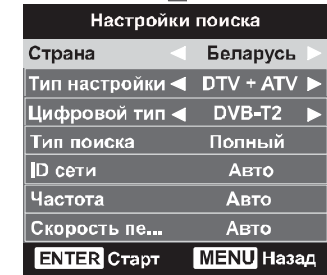 Настройки поиска
Страна Беларусь
Тип настройки DTV + ATV
Цифровой тип DVB-T2
Тип поиска Полный
ID сети Авто
Частота Авто
Скорость пе... Авто
ENTER Старт MENU Назад